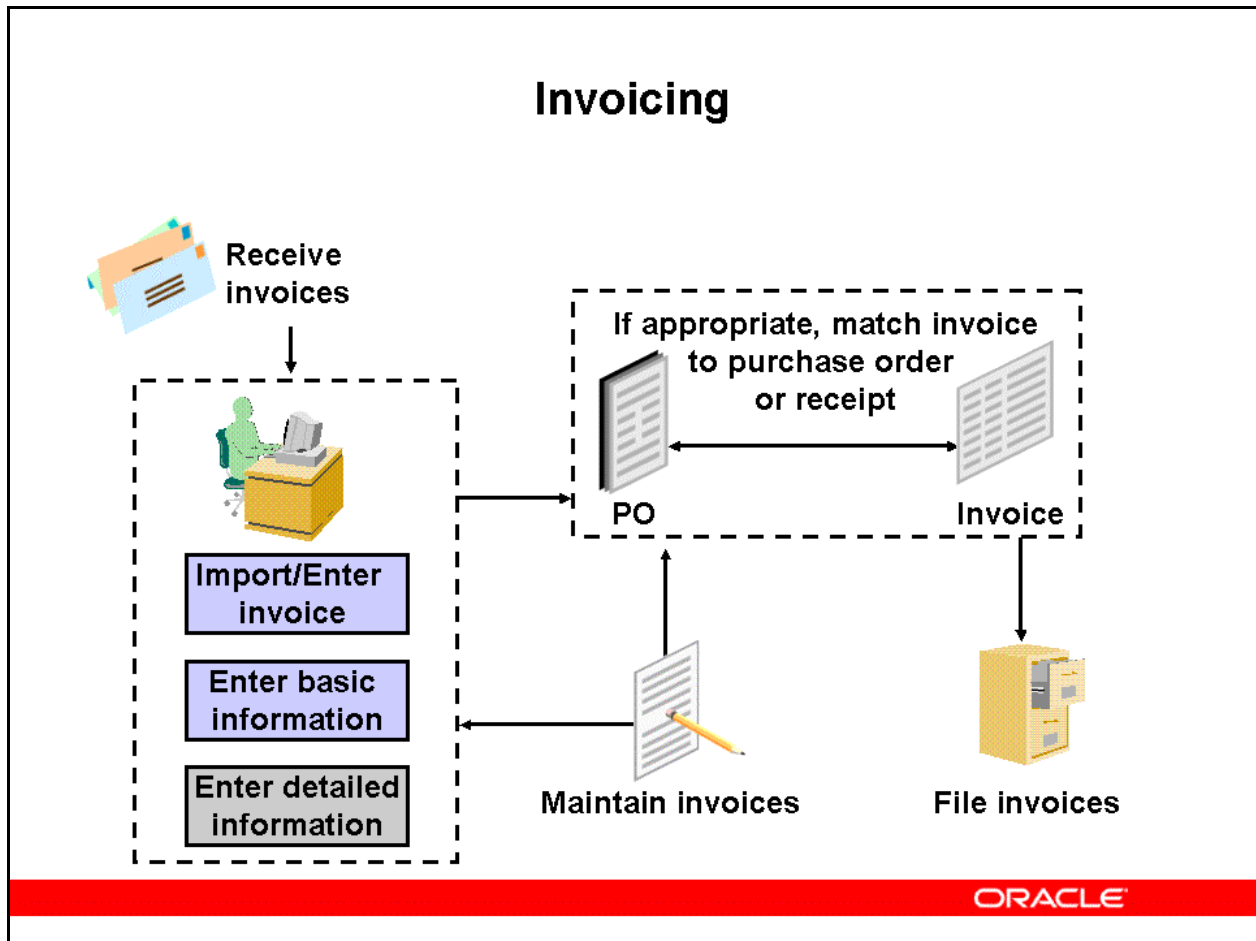 Invoicing
Receive
invoices
If appropriate, match invoice
to purchase order
or receipt
PO
Invoice
Import/Enter
invoice
Enter basic
information
Enter detailed
information
Maintain invoices
File invoices
ORACLE